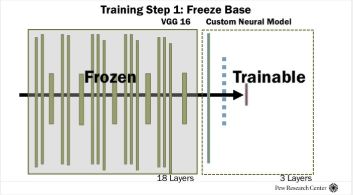 Training Step 1: Freeze Base
VGG 16
Custom Neural Model
Frozen
Trainable
18 Layers
3 Layers
Pew Research Center